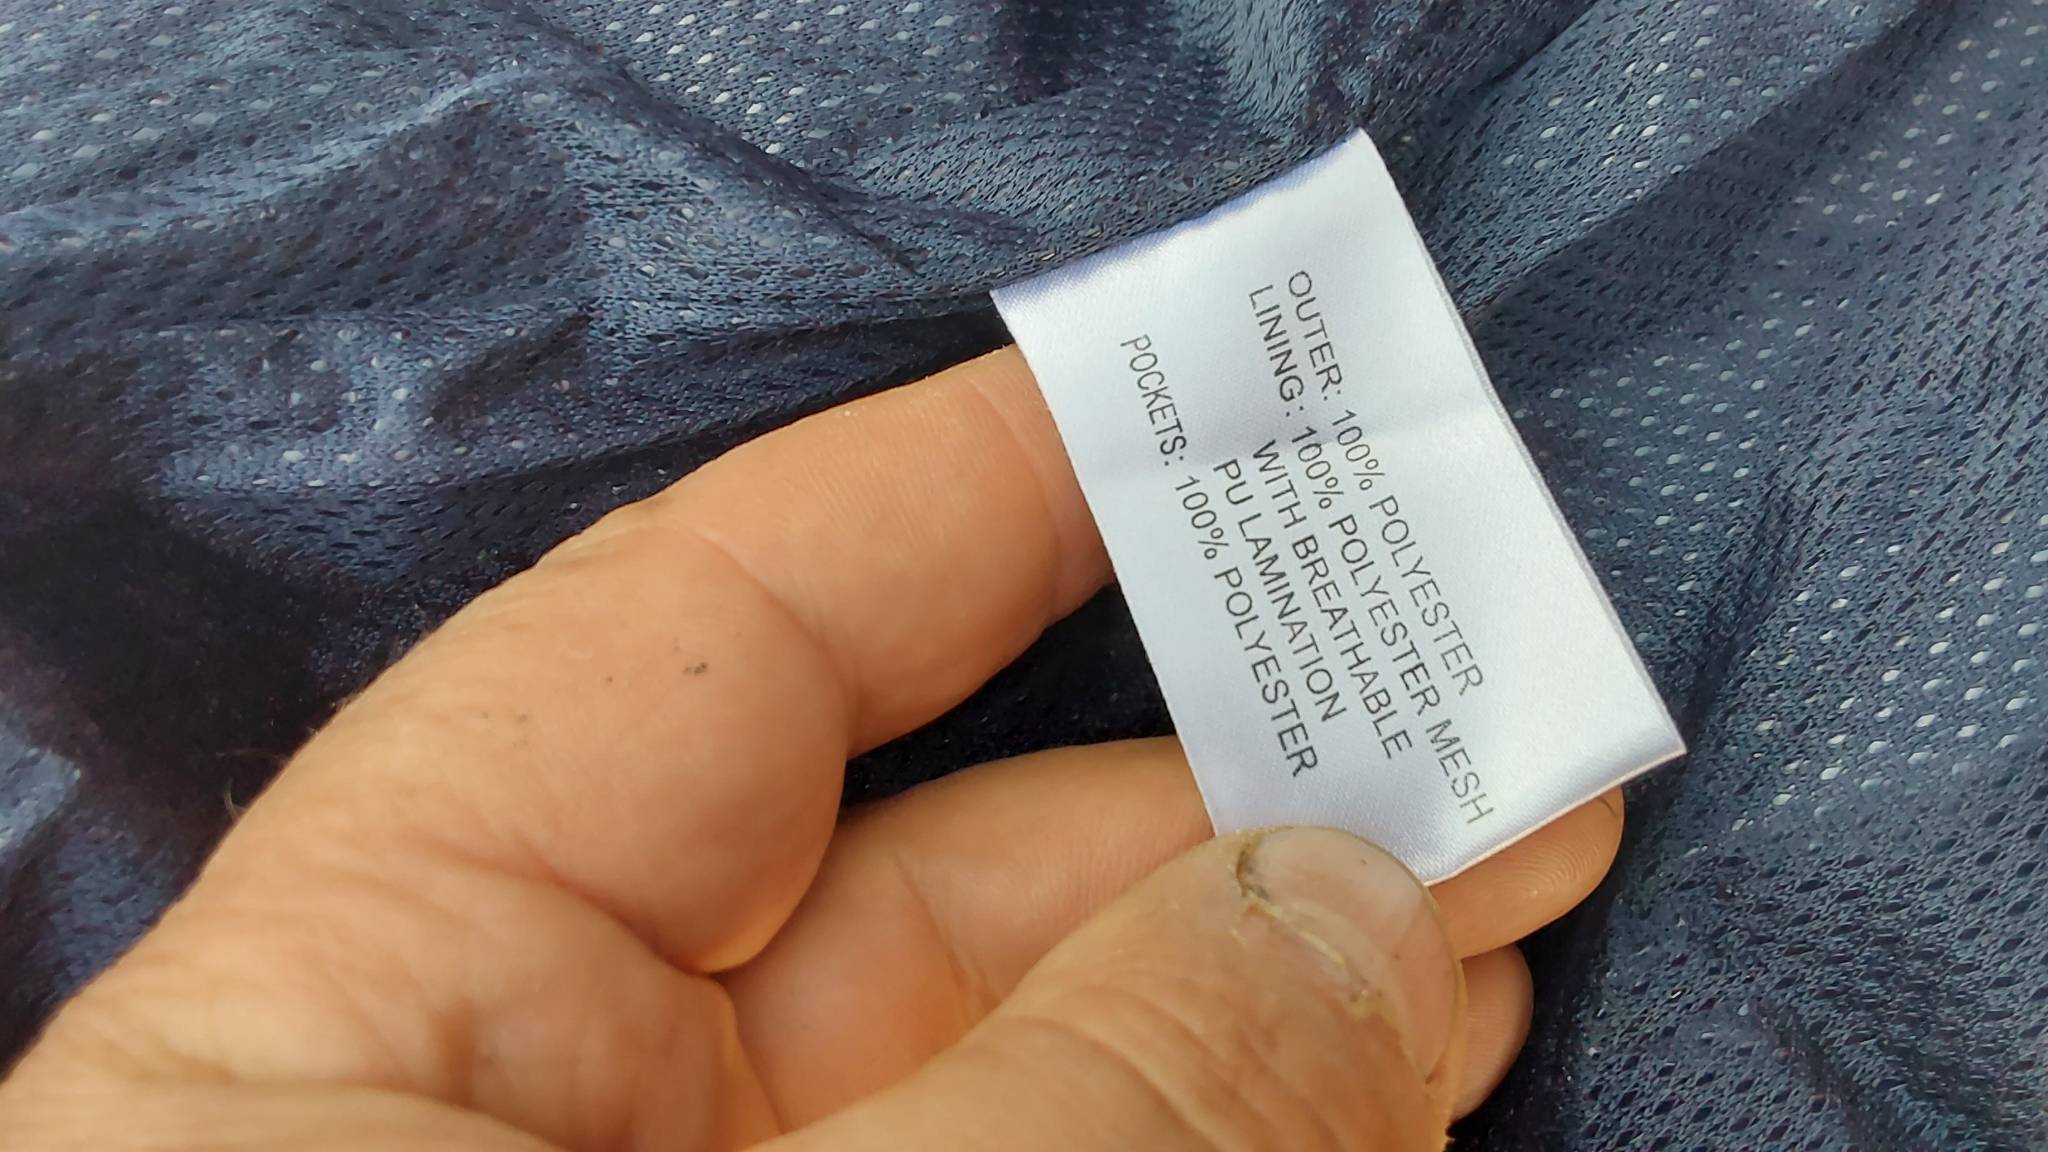 OUTER: 100% POLYESTER
LINING: 100% POLYESTER MESH
WITH BREATHABLE
PU LAMINATION
POCKETS: 100% POLYESTER